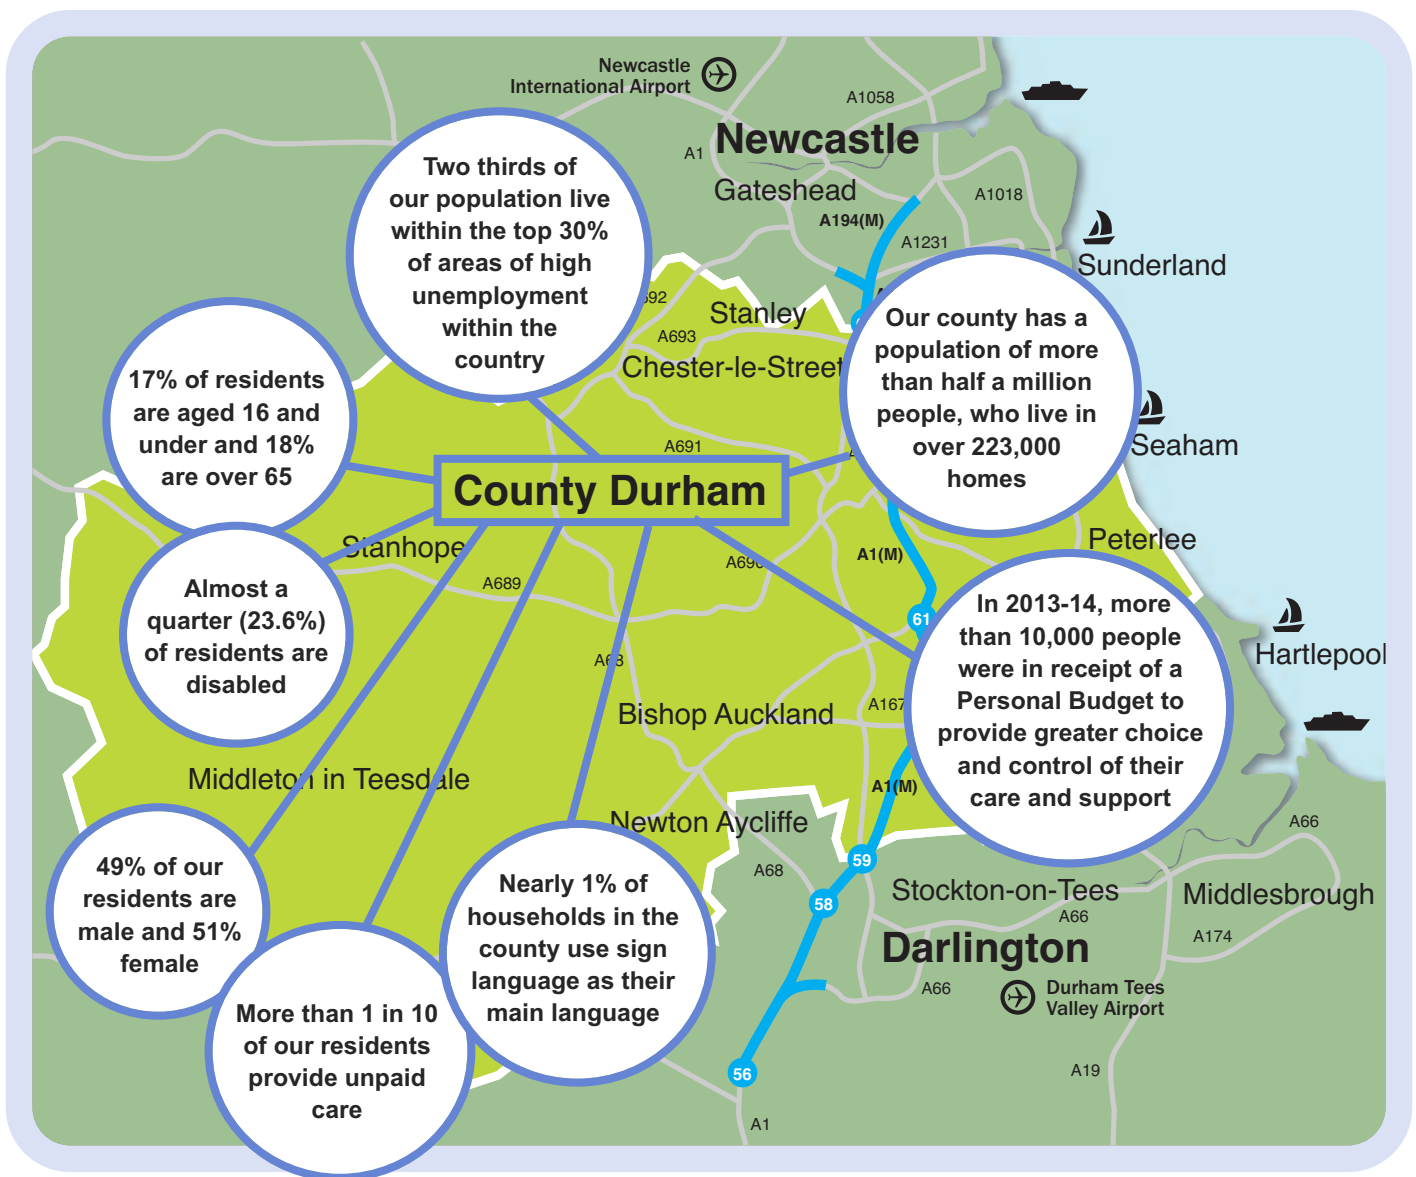 Newcastle
International Airport
A1058
Newcastle
A1
Gateshead
A1018
A194(M)
A1231
Sunderland
Two thirds of
our population live
within the top 30%
of areas of high
unemployment
within the
country
Stanley
A693
Chester-le-Street
Our county has a
population of more
than half a million
people, who live in
over 223,000
homes
17% of residents
are aged 16 and
under and 18%
are over 65
A691
Seaham
County Durham
Stanhope
A1(M)
Peterlee
A689
A690
Almost a
quarter (23.6%)
of residents are
disabled
In 2013-14, more
than 10,000 people
were in receipt of a
Personal Budget to
provide greater choice
and control of their
care and support
61
Hartlepool
A68
Bishop Auckland
A167
Middleton in Teesdale
A1(M)
Newton Aycliffe
A66
49% of our
residents are
male and 51%
female
A68
59
58
Stockton-on-Tees
Middlesbrough
A66
A174
Nearly 1% of
households in the
county use sign
language as their
main language
Darlington
A66
Durham Tees
Valley Airport
More than 1 in 10
of our residents
provide unpaid
care
56
A19
A1